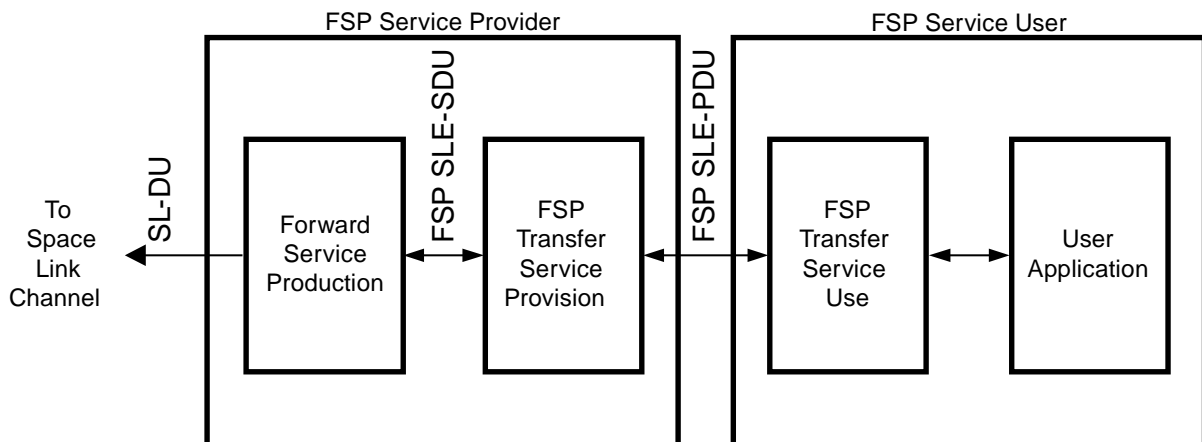 FSP Service Provider
FSP Service User
To
Space
Link
Channel
SL-DU
Forward
Service
Production
FSP SLE-SDU
FSP
Transfer
Service
Provision
FSP SLE-PDU
FSP
Transfer
Service
Use
User
Application